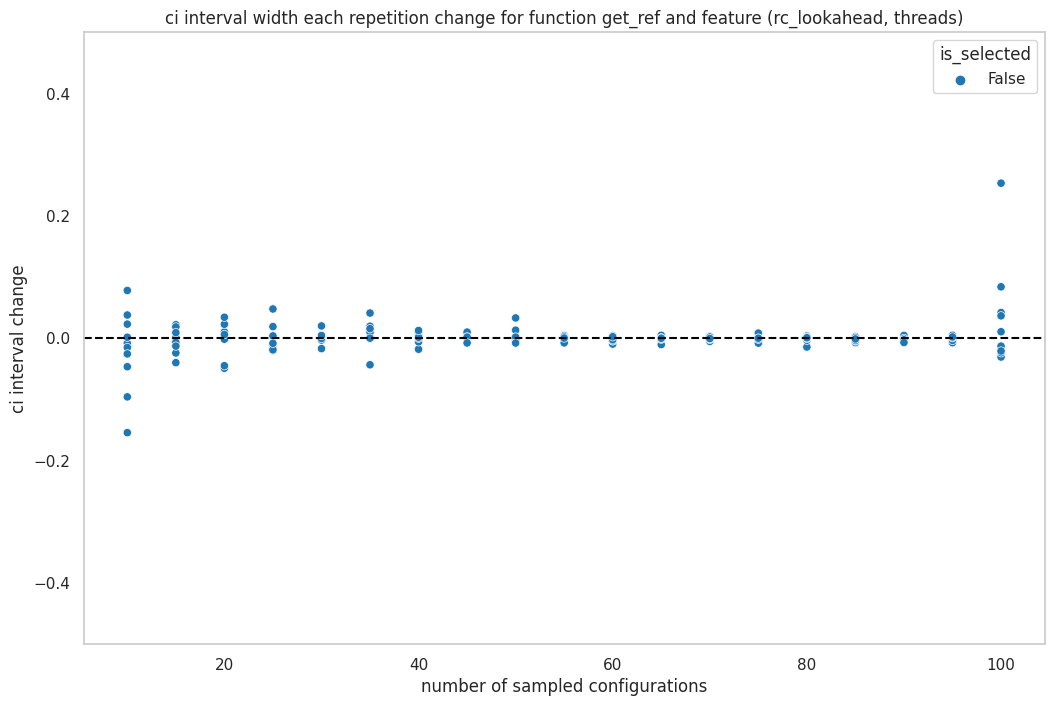 ci interval width each repetition change for function get_ref and feature (rc_lookahead, threads)
is_selected
False
ci interval change
0.4
0.2
0.0
−0.2
−0.4
20
40
60
80
100
number of sampled configurations